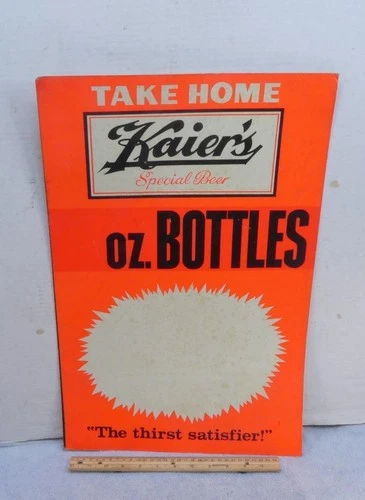 TAKE HOME
Kaier's
Special Beer
OZ. BOTTLES
"The thirst satisfier!"